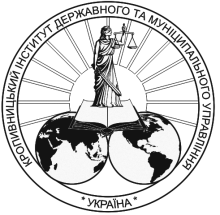 КРОПИВНИЦЬКИЙ ІНСТИТУТ ДЕРЖАВНОГО ТА МУНІЦИПАЛЬНОГО УПРАВЛІННЯ
* УКРАЇНА *